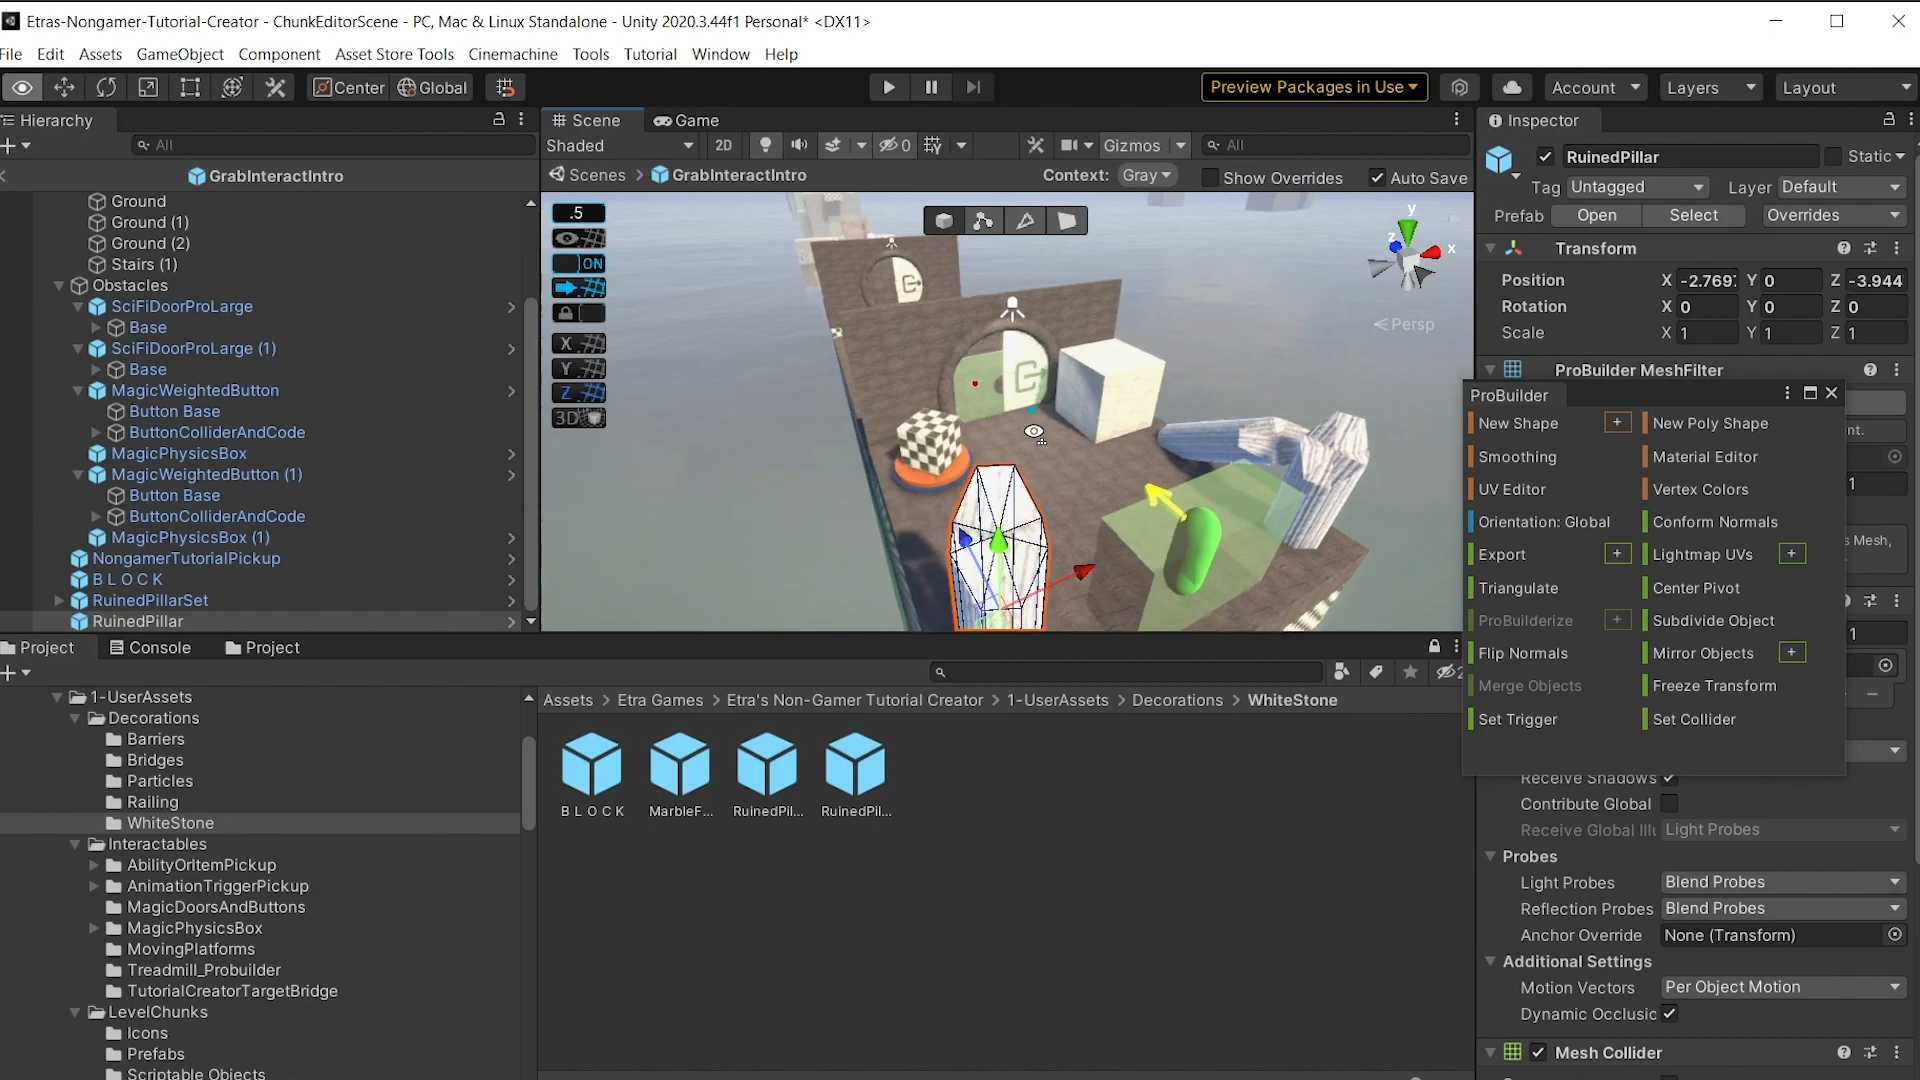 Etras-Nongamer-Tutorial-Creator - ChunkEditorScene - PC, Mac & Linux Standalone - Unity 2020.3.44f1 Personal* <DX11>
File Edit Assets GameObject Component Asset Store Tools Cinemachine Tools Tutorial Window Help
Center Global Preview Packages in Use Account Layers Layout
Hierarchy
All
GrabInteractIntro
Ground
Ground (1)
Ground (2)
Stairs (1)
Obstacles
SciFiDoorProLarge
Base
SciFiDoorProLarge (1)
Base
MagicWeightedButton
Button Base
ButtonColliderAndCode
MagicPhysicsBox
MagicWeightedButton (1)
Button Base
ButtonColliderAndCode
MagicPhysicsBox (1)
NongamerTutorialPickup
B L O C K
RuinedPillarSet
RuinedPillar
Scene Game
Shaded 2D 0 Gizmos All
Scenes GrabInteractIntro Context: Gray Show Overrides Auto Save
.5
ON
X
Y
Z
3D
y
z x
Persp
Inspector
RuinedPillar Static
Tag Untagged Layer Default
Prefab Open Select Overrides
Transform
Position X -2.769 Y 0 Z -3.944
Rotation X 0 Y 0 Z 0
Scale X 1 Y 1 Z 1
ProBuilder MeshFilter
ProBuilder
New Shape + New Poly Shape
Smoothing Material Editor
UV Editor Vertex Colors
Orientation: Global Conform Normals
Export + Lightmap UVs +
Triangulate Center Pivot
ProBuilderize + Subdivide Object
Flip Normals Mirror Objects +
Merge Objects Freeze Transform
Set Trigger Set Collider
nt.
1
s Mesh,
1
Receive Shadows
Contribute Global
Receive Global Illu Light Probes
Probes
Light Probes Blend Probes
Reflection Probes Blend Probes
Anchor Override None (Transform)
Additional Settings
Motion Vectors Per Object Motion
Dynamic Occlusic
Mesh Collider
Project Console Project
1-UserAssets
Decorations
Barriers
Bridges
Particles
Railing
WhiteStone
Interactables
AbilityOrItemPickup
AnimationTriggerPickup
MagicDoorsAndButtons
MagicPhysicsBox
MovingPlatforms
Treadmill_Probuilder
TutorialCreatorTargetBridge
LevelChunks
Icons
Prefabs
Scriptable Objects
Assets > Etra Games > Etra's Non-Gamer Tutorial Creator > 1-UserAssets > Decorations > WhiteStone
B L O C K MarbleF... RuinedPil... RuinedPil...